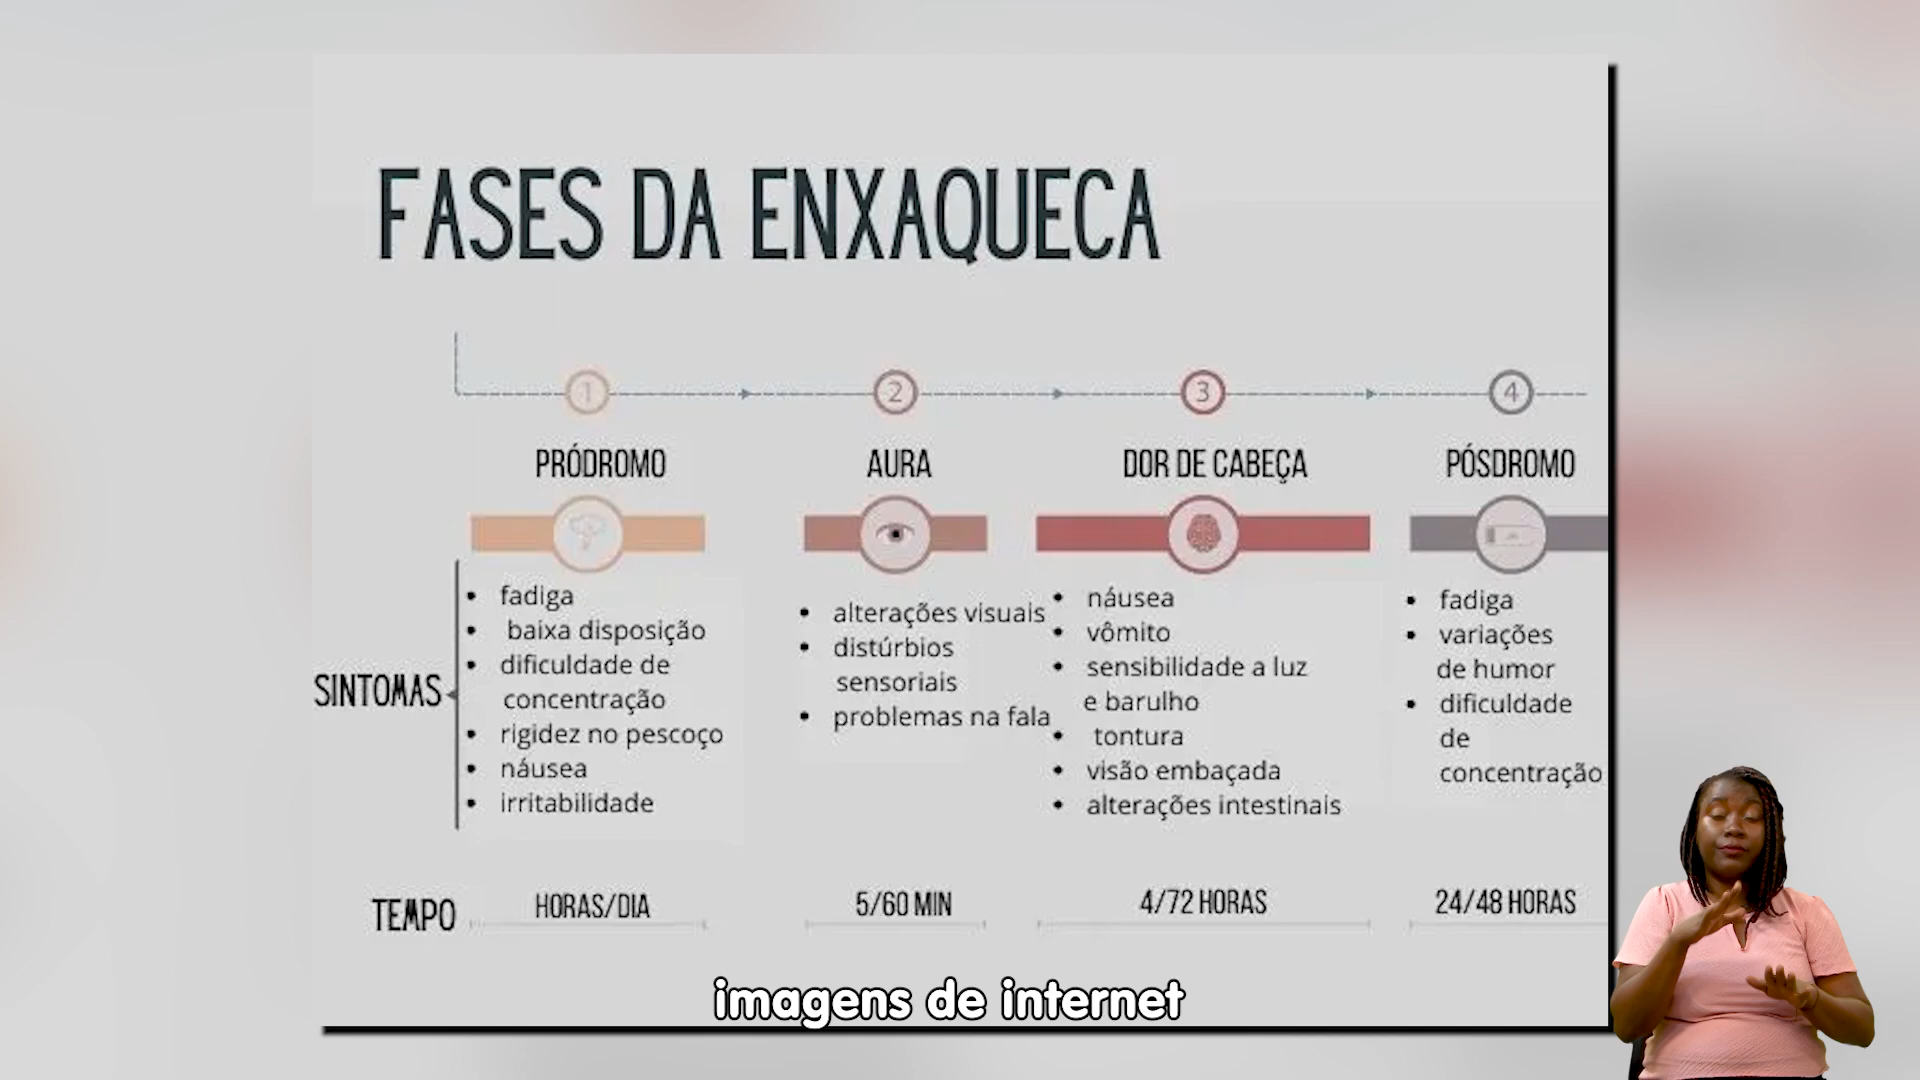 FASES DA ENXAQUECA
1
2
3
4
PRÓDROMO
AURA
DOR DE CABEÇA
PÓSDROMO
SINTOMAS
• fadiga
• baixa disposição
• dificuldade de
concentração
• rigidez no pescoço
• náusea
• irritabilidade
• alterações visuais
• distúrbios
sensoriais
• problemas na fala
• náusea
• vômito
• sensibilidade a luz
e barulho
• tontura
• visão embaçada
• alterações intestinais
• fadiga
• variações
de humor
• dificuldade
de
concentração
TEMPO
HORAS/DIA
5/60 MIN
4/72 HORAS
24/48 HORAS
imagens de internet